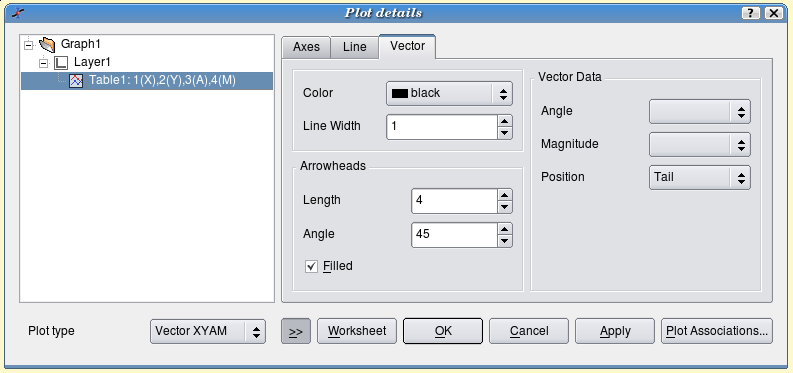 Plot details
Graph1
Layer1
Table1: 1(X),2(Y),3(A),4(M)
Axes Line Vector
Color black
Line Width 1
Arrowheads
Length 4
Angle 45
Filled
Vector Data
Angle
Magnitude
Position Tail
Plot type Vector XYAM >> Worksheet OK Cancel Apply Plot Associations...